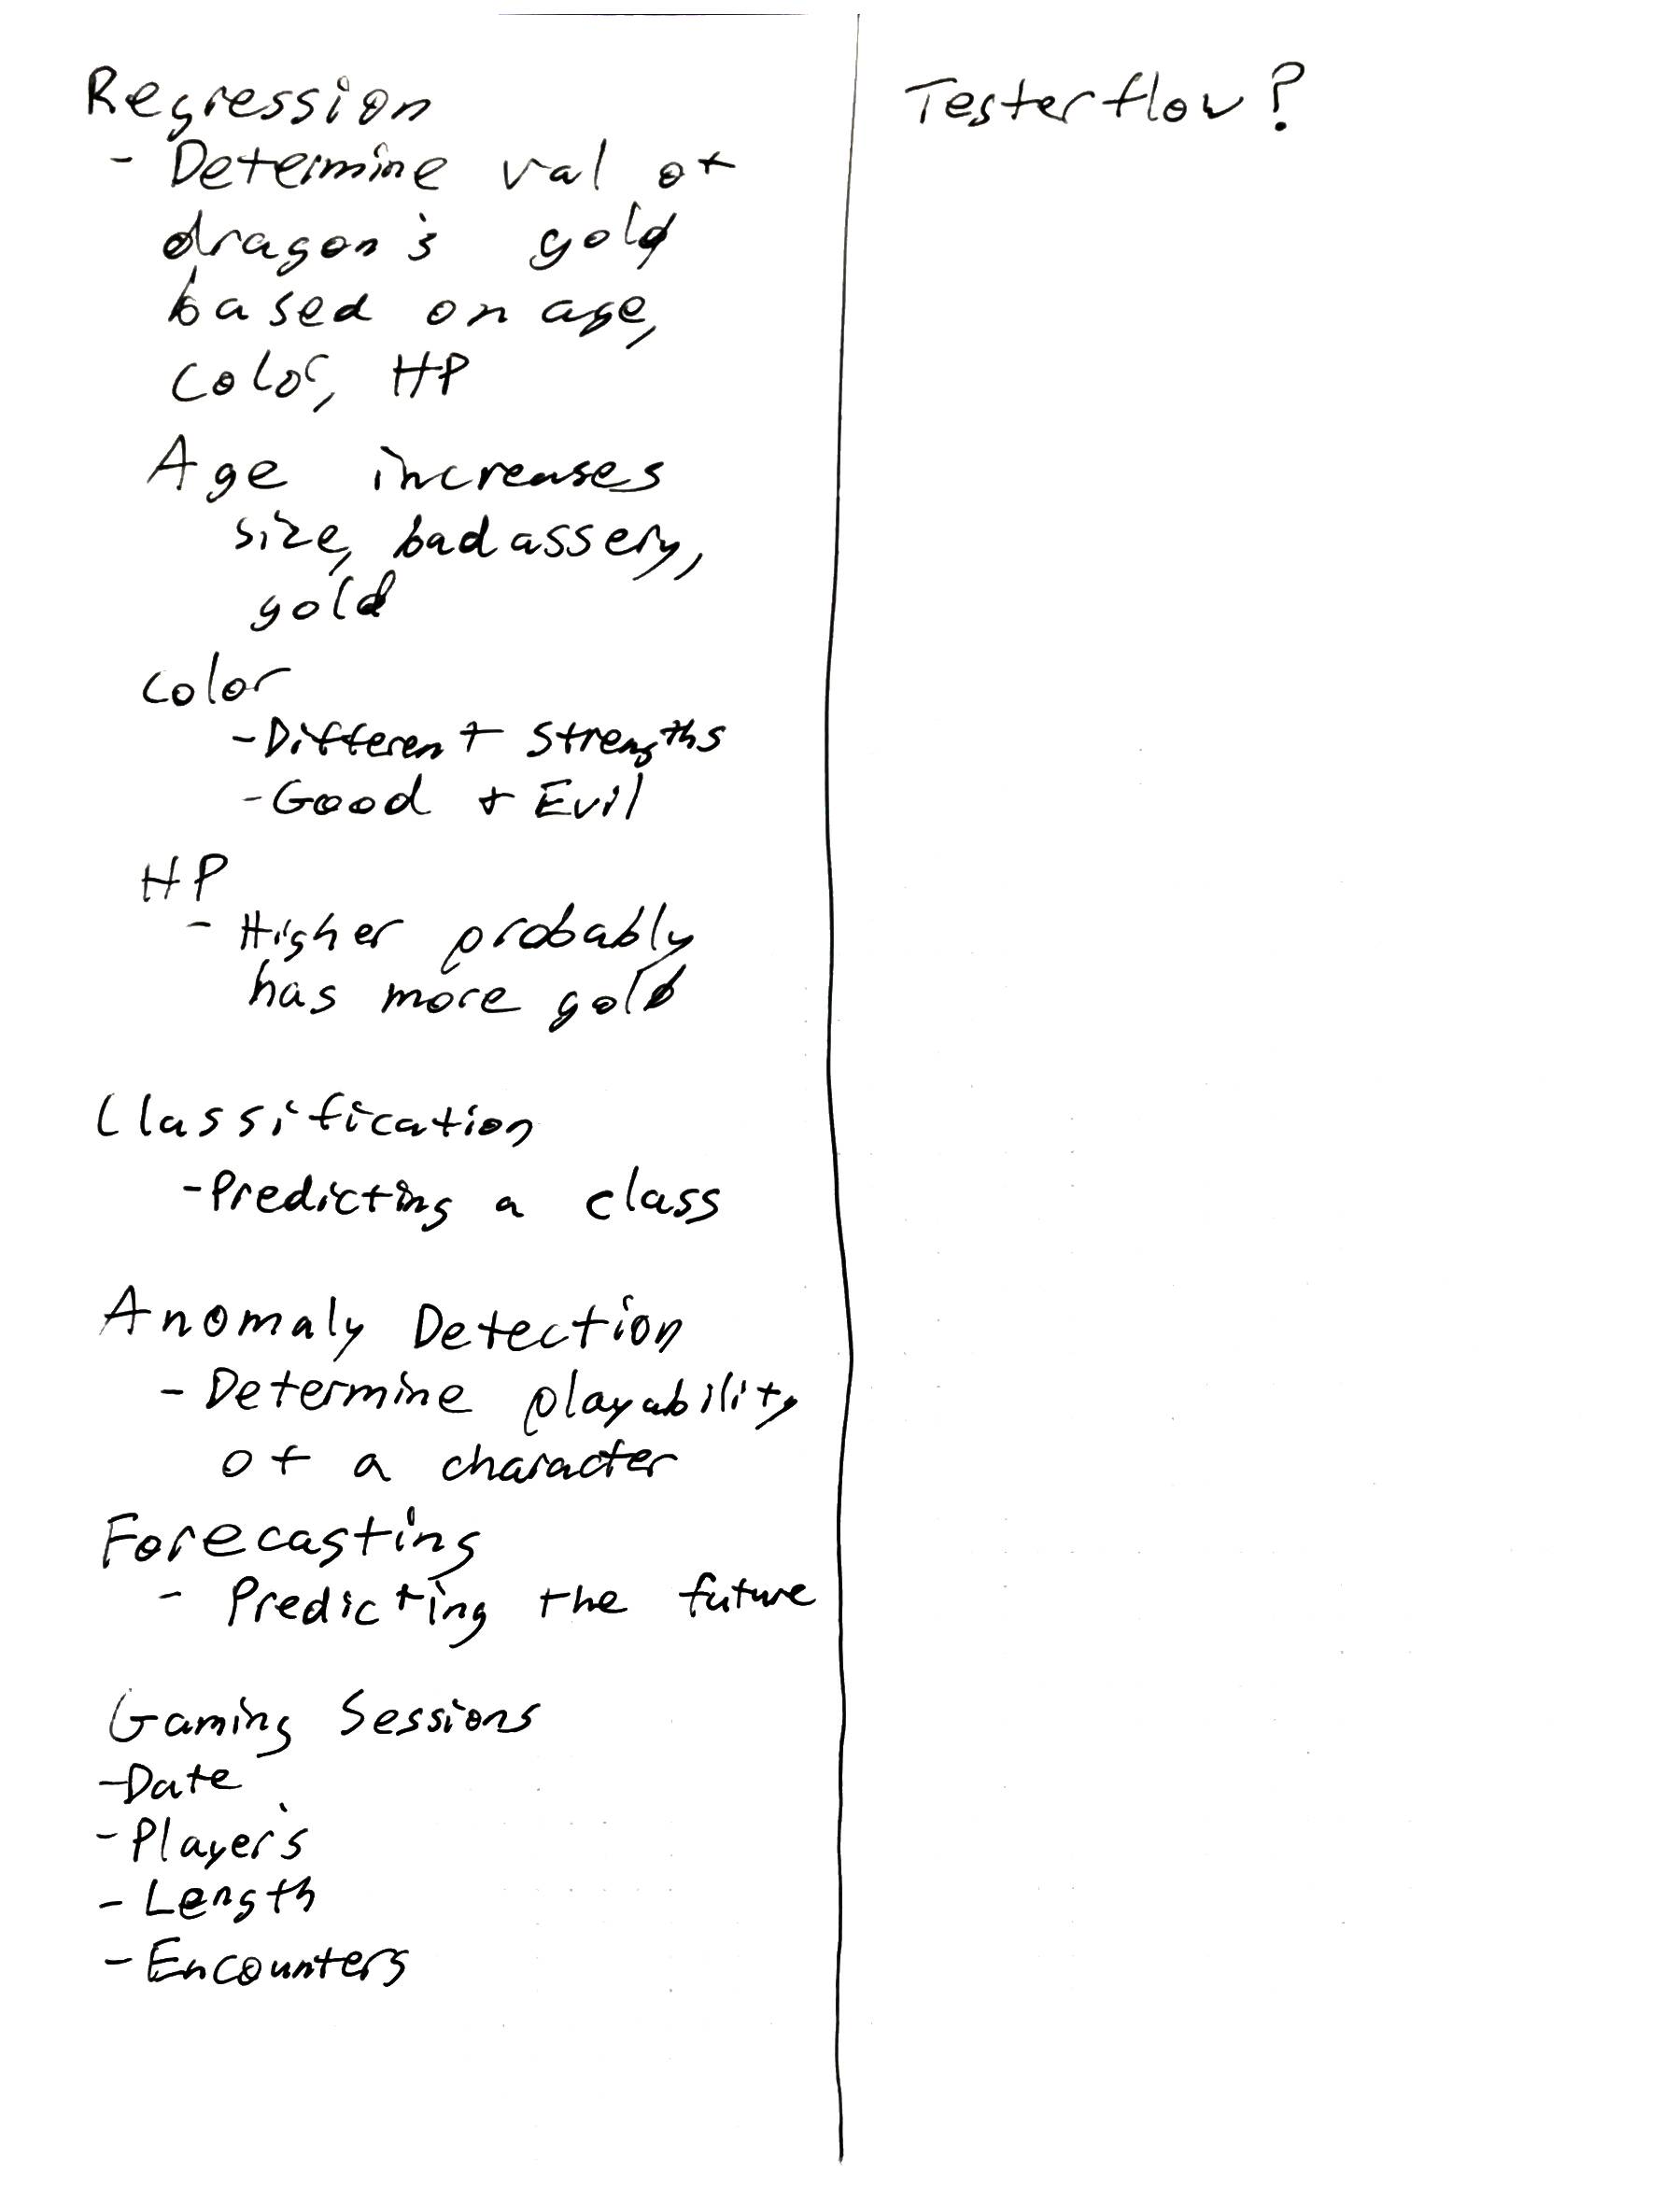 Regression
- Determine val of
dragon's gold
based on age,
color, HP
Age increases
size, badassery,
gold
color
-Different strengths
-Good + Evil
HP
- Higher probably
has more gold
Classification
-Predicting a class
Anomaly Detection
- Determine playability
of a character
Forecasting
- Predicting the future
Gaming Sessions
-Date
-Players
- Length
- Encounters
Testerflow?